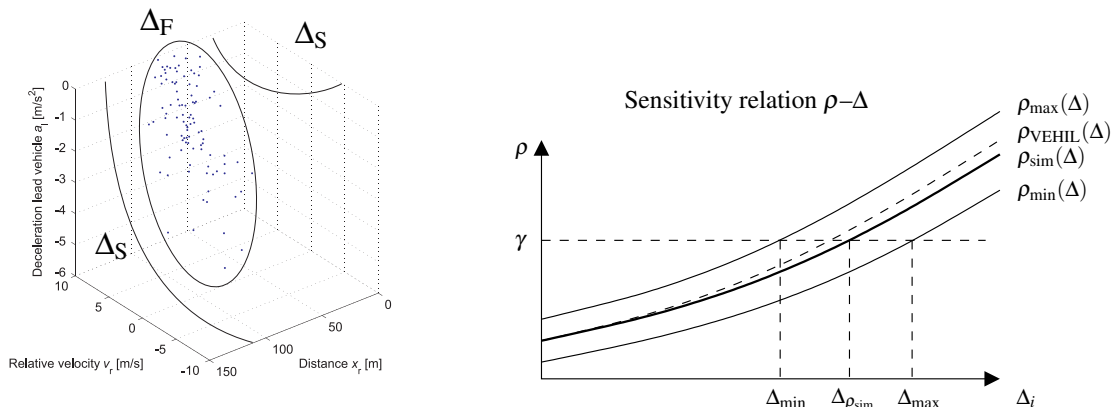 Δ_F
Δ_S
0
-1
-2
-3
-4
-5
-6
Deceleration lead vehicle a_l [m/s²]
Δ_S
10
5
0
-5
-10
Relative velocity v_r [m/s]
150
100
50
0
Distance x_r [m]
Sensitivity relation ρ–Δ
ρ
γ
ρ_max(Δ)
ρ_VEHIL(Δ)
ρ_sim(Δ)
ρ_min(Δ)
Δ_min
Δ_ρ_sim
Δ_max
Δ_i